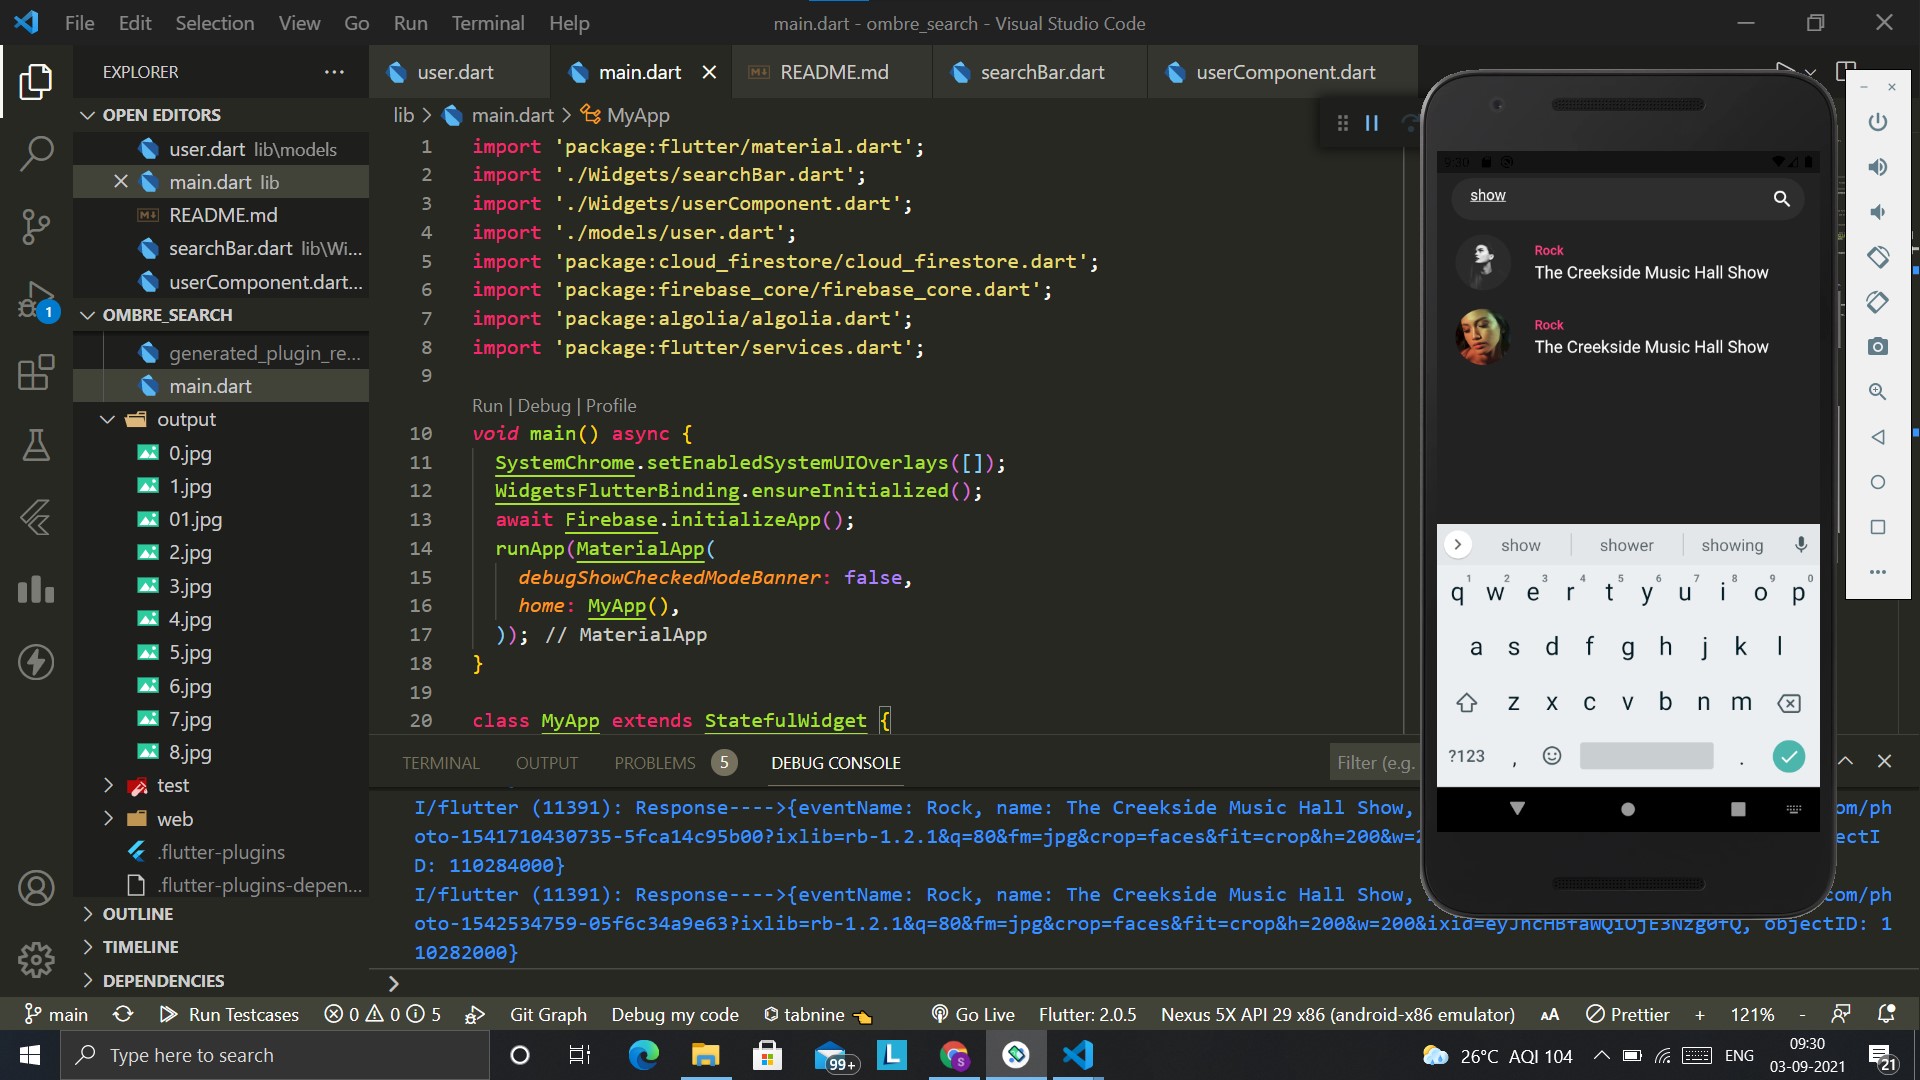 File Edit Selection View Go Run Terminal Help
main.dart - ombre_search - Visual Studio Code
EXPLORER
OPEN EDITORS
user.dart lib\models
main.dart lib
README.md
searchBar.dart lib\Wi...
userComponent.dart...
OMBRE_SEARCH
generated_plugin_re...
main.dart
output
0.jpg
1.jpg
01.jpg
2.jpg
3.jpg
4.jpg
5.jpg
6.jpg
7.jpg
8.jpg
test
web
.flutter-plugins
.flutter-plugins-depen...
OUTLINE
TIMELINE
DEPENDENCIES
1
user.dart
main.dart
README.md
searchBar.dart
userComponent.dart
lib > main.dart > MyApp
1 import 'package:flutter/material.dart';
2 import './Widgets/searchBar.dart';
3 import './Widgets/userComponent.dart';
4 import './models/user.dart';
5 import 'package:cloud_firestore/cloud_firestore.dart';
6 import 'package:firebase_core/firebase_core.dart';
7 import 'package:algolia/algolia.dart';
8 import 'package:flutter/services.dart';
9
Run | Debug | Profile
10 void main() async {
11 SystemChrome.setEnabledSystemUIOverlays([]);
12 WidgetsFlutterBinding.ensureInitialized();
13 await Firebase.initializeApp();
14 runApp(MaterialApp(
15 debugShowCheckedModeBanner: false,
16 home: MyApp(),
17 )); // MaterialApp
18 }
19
20 class MyApp extends StatefulWidget {
TERMINAL OUTPUT PROBLEMS 5 DEBUG CONSOLE
Filter (e.g.
I/flutter (11391): Response---->{eventName: Rock, name: The Creekside Music Hall Show, om/ph
oto-1541710430735-5fca14c95b00?ixlib=rb-1.2.1&q=80&fm=jpg&crop=faces&fit=crop&h=200&w= ectI
D: 110284000}
I/flutter (11391): Response---->{eventName: Rock, name: The Creekside Music Hall Show, com/ph
oto-1542534759-05f6c34a9e63?ixlib=rb-1.2.1&q=80&fm=jpg&crop=faces&fit=crop&h=200&w=200&ixid=eyJhcHBfaWQiOjE3Nzg0fQ, objectID: 1
10282000}
9:30
show
Rock
The Creekside Music Hall Show
Rock
The Creekside Music Hall Show
show shower showing
1 2 3 4 5 6 7 8 9 0
q w e r t y u i o p
a s d f g h j k l
z x c v b n m
?123 , .
main Run Testcases 0 0 5 Git Graph Debug my code tabnine Go Live Flutter: 2.0.5 Nexus 5X API 29 x86 (android-x86 emulator) AA Prettier + 121% -
Type here to search
99+
L
S
26°C AQI 104
ENG
09:30
03-09-2021
21